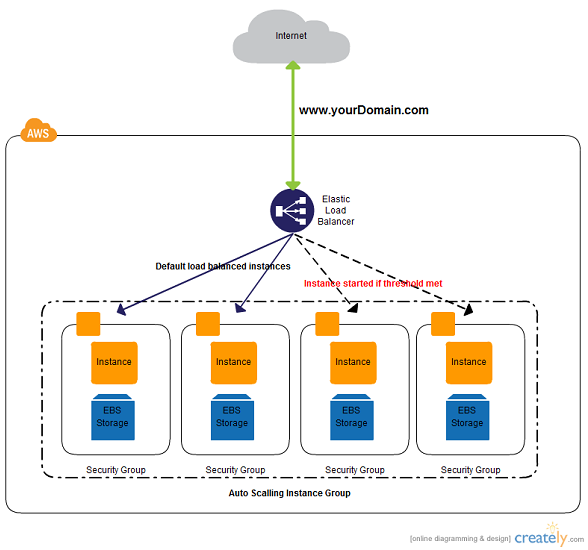 Internet
www.yourDomain.com
AWS
Elastic
Load
Balancer
Default load balanced instances
Instance started if threshold met
Instance
Instance
Instance
Instance
EBS
Storage
EBS
Storage
EBS
Storage
EBS
Storage
Security Group
Security Group
Security Group
Security Group
Auto Scalling Instance Group
[online diagramming & design] creately.com